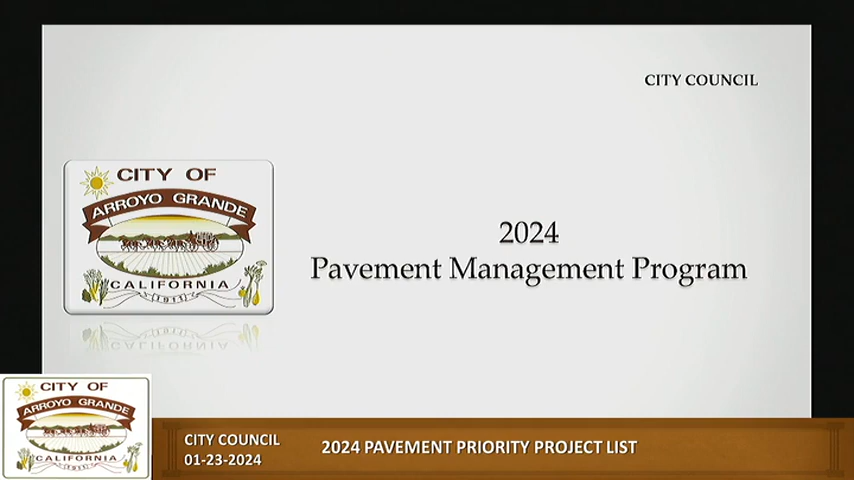 CITY COUNCIL
CITY OF
ARROYO GRANDE
CALIFORNIA
1911
2024
Pavement Management Program
CITY OF
ARROYO GRANDE
CALIFORNIA
1911
CITY COUNCIL
01-23-2024
2024 PAVEMENT PRIORITY PROJECT LIST